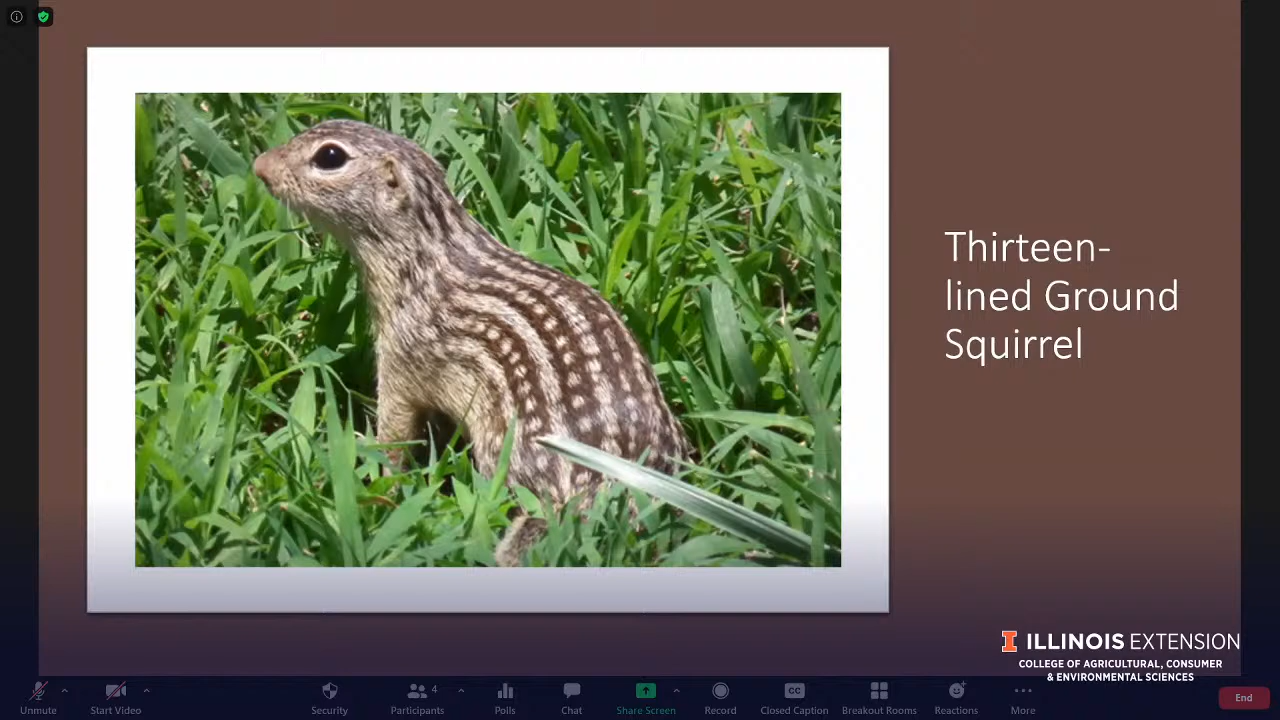 Thirteen-
lined Ground
Squirrel
I ILLINOIS EXTENSION
COLLEGE OF AGRICULTURAL, CONSUMER
& ENVIRONMENTAL SCIENCES
Unmute
Start Video
Security
4
Participants
Polls
Chat
Share Screen
Record
CC
Closed Caption
Breakout Rooms
Reactions
More
End